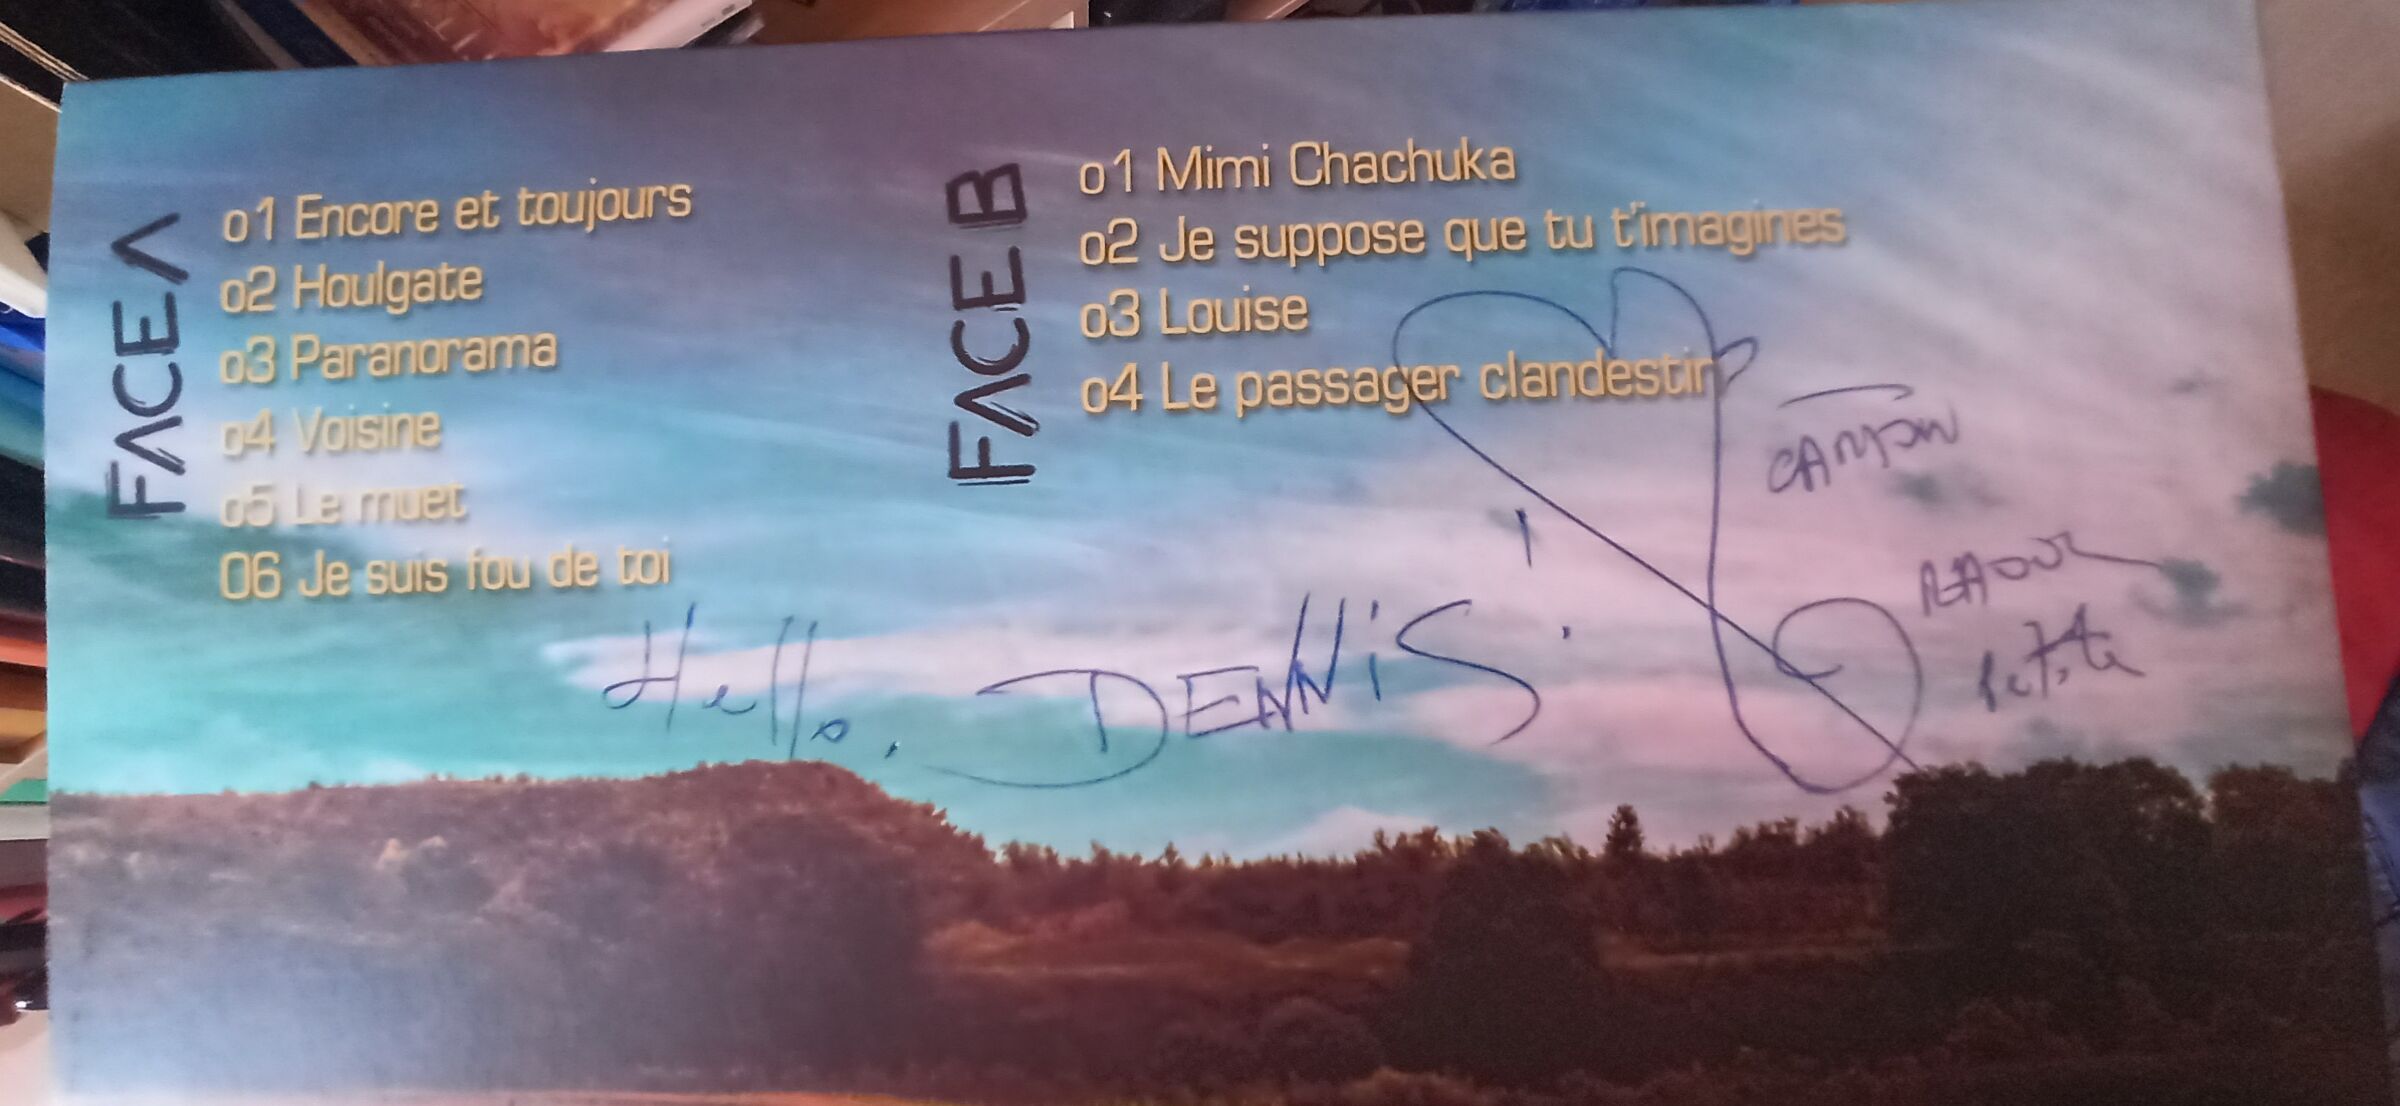 FACE A
o1 Encore et toujours
o2 Houlgate
o3 Paranorama
o4 Voisine
o5 Le muet
06 Je suis fou de toi
FACE B
o1 Mimi Chachuka
o2 Je suppose que tu t'imagines
o3 Louise
o4 Le passager clandestin
Hello, DENNIS!
RAOUL
Petite